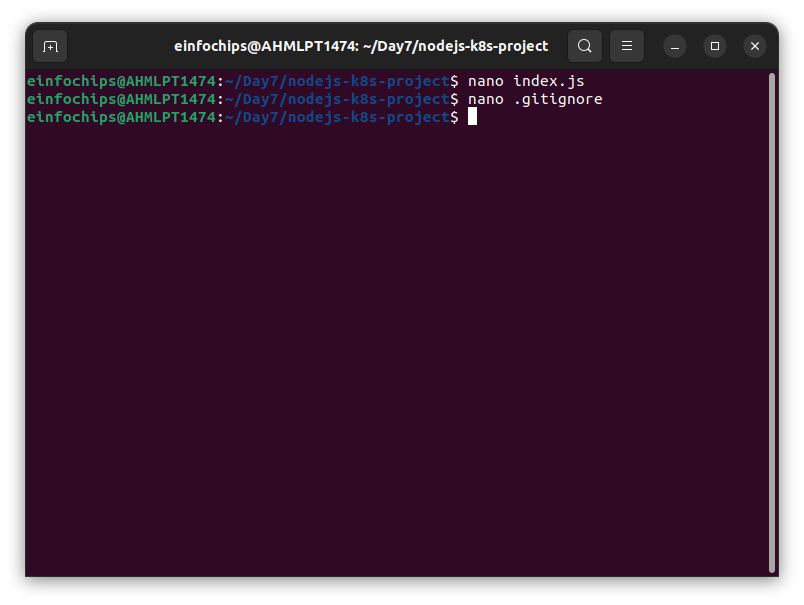 einfochips@AHMLPT1474: ~/Day7/nodejs-k8s-project
einfochips@AHMLPT1474:~/Day7/nodejs-k8s-project$ nano index.js
einfochips@AHMLPT1474:~/Day7/nodejs-k8s-project$ nano .gitignore
einfochips@AHMLPT1474:~/Day7/nodejs-k8s-project$